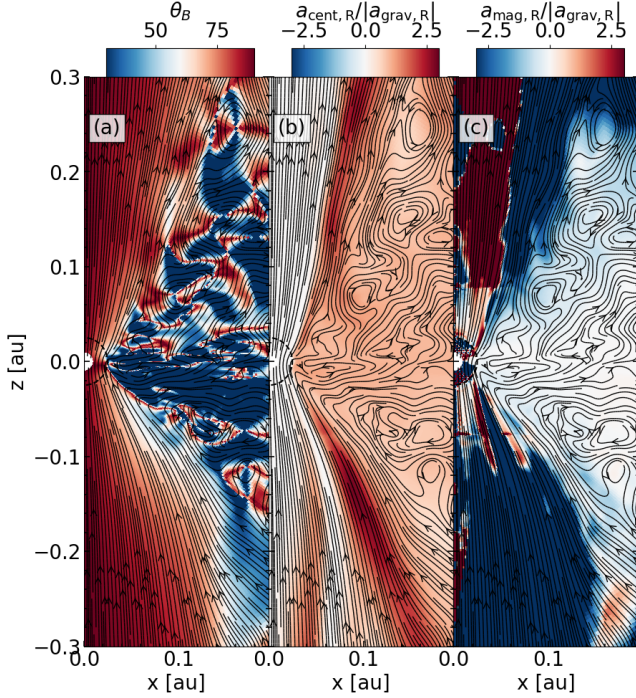 θ_B a_cent, R/|a_grav, R| a_mag, R/|a_grav, R|
50 75 −2.5 0.0 2.5 −2.5 0.0 2.5
(a) (b) (c)
0.3
0.2
0.1
0.0
−0.1
−0.2
−0.3
z [au]
0.0 0.1 0.0 0.1 0.0 0.1
x [au] x [au] x [au]